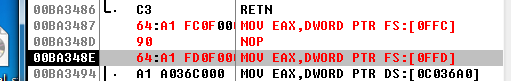 00BA3486 C3 RETN
00BA3487 64:A1 FC0F00 MOV EAX,DWORD PTR FS:[0FFC]
00BA348D 90 NOP
00BA348E 64:A1 FD0F00 MOV EAX,DWORD PTR FS:[0FFD]
00BA3494 . A1 A036C000 MOV EAX,DWORD PTR DS:[0C036A0]